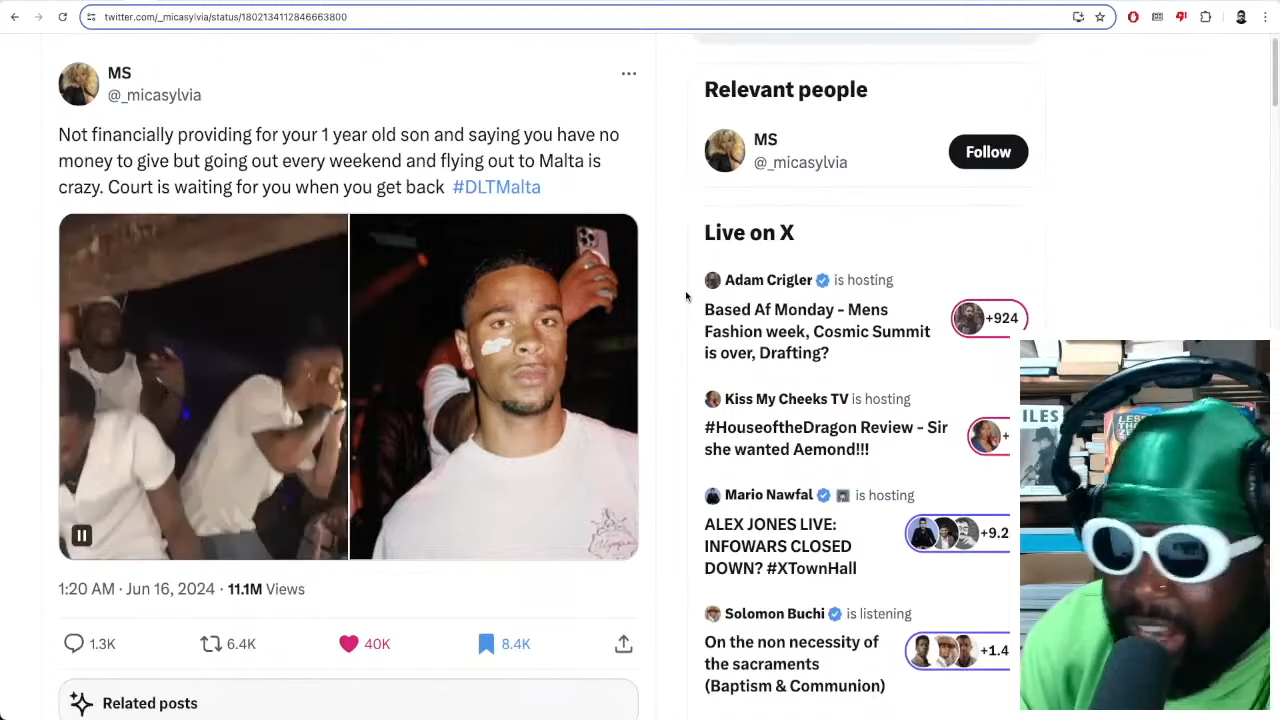 twitter.com/_micasylvia/status/1802134112846663800
MS
@_micasylvia
Not financially providing for your 1 year old son and saying you have no
money to give but going out every weekend and flying out to Malta is
crazy. Court is waiting for you when you get back #DLTMalta
1:20 AM · Jun 16, 2024 · 11.1M Views
1.3K
6.4K
40K
8.4K
Related posts
Relevant people
MS
@_micasylvia
Follow
Live on X
Adam Crigler is hosting
Based Af Monday - Mens
Fashion week, Cosmic Summit
is over, Drafting?
+924
Kiss My Cheeks TV is hosting
#HouseoftheDragon Review - Sir
she wanted Aemond!!!
+
Mario Nawfal is hosting
ALEX JONES LIVE:
INFOWARS CLOSED
DOWN? #XTownHall
+9.2
Solomon Buchi is listening
On the non necessity of
the sacraments
(Baptism & Communion)
+1.4
ILES